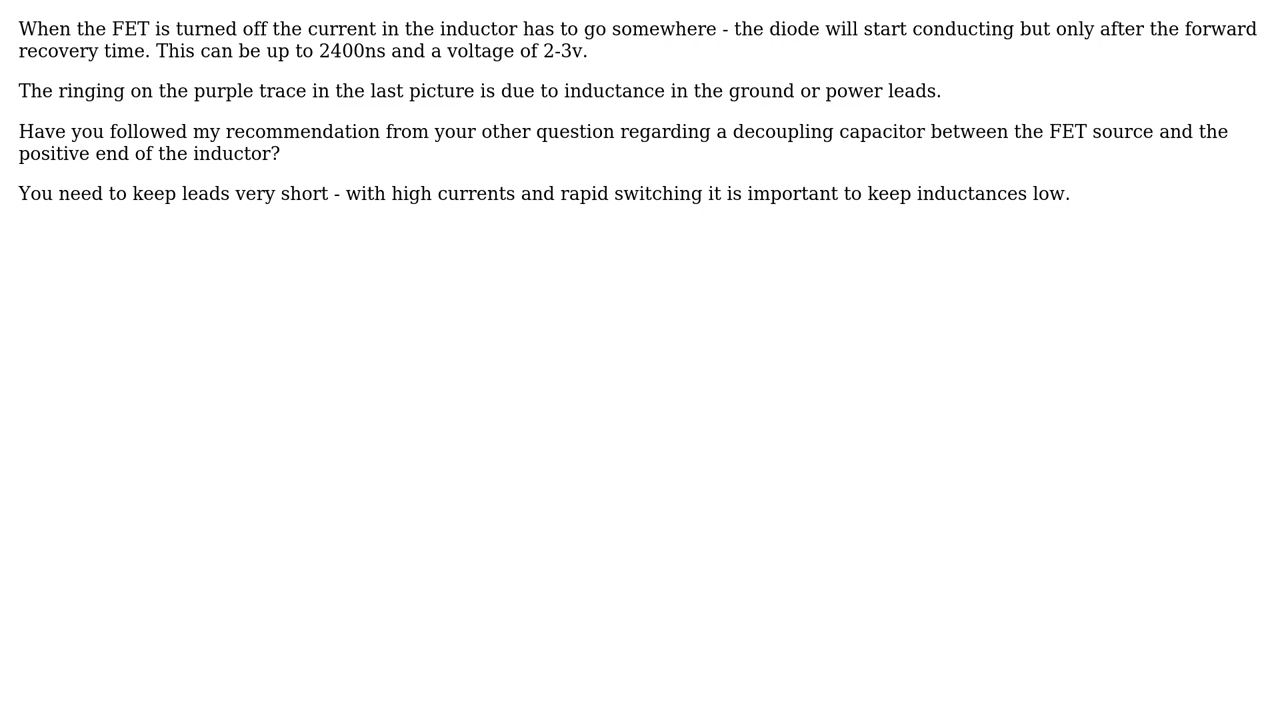 When the FET is turned off the current in the inductor has to go somewhere - the diode will start conducting but only after the forward
recovery time. This can be up to 2400ns and a voltage of 2-3v.
The ringing on the purple trace in the last picture is due to inductance in the ground or power leads.
Have you followed my recommendation from your other question regarding a decoupling capacitor between the FET source and the
positive end of the inductor?
You need to keep leads very short - with high currents and rapid switching it is important to keep inductances low.